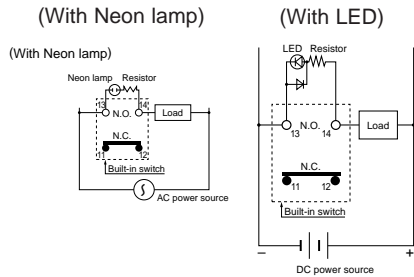 (With Neon lamp)
(With LED)
(With Neon lamp)
Neon lamp Resistor
13 N.O. 14 Load
N.C.
11 12
Built-in switch
AC power source
LED Resistor
13 N.O. 14 Load
N.C.
11 12
Built-in switch
− +
DC power source